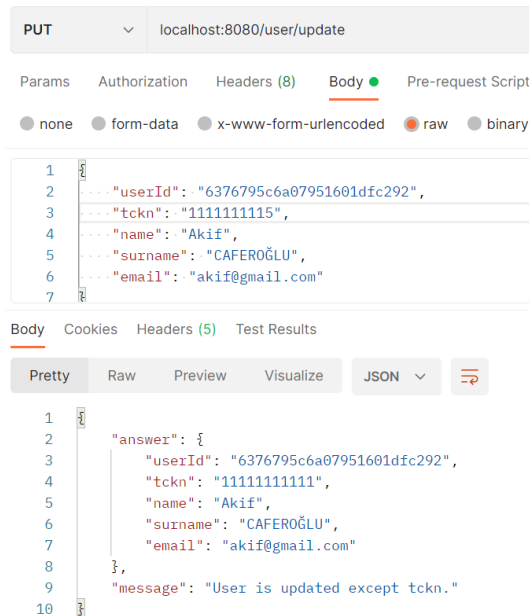 PUT localhost:8080/user/update
Params Authorization Headers (8) Body Pre-request Script
none form-data x-www-form-urlencoded raw binary
1 {
2 "userId": "6376795c6a07951601dfc292",
3 "tckn": "1111111115",
4 "name": "Akif",
5 "surname": "CAFEROĞLU",
6 "email": "akif@gmail.com"
7 }
Body Cookies Headers (5) Test Results
Pretty Raw Preview Visualize JSON
1 {
2 "answer": {
3 "userId": "6376795c6a07951601dfc292",
4 "tckn": "11111111111",
5 "name": "Akif",
6 "surname": "CAFEROĞLU",
7 "email": "akif@gmail.com"
8 },
9 "message": "User is updated except tckn."
10 }